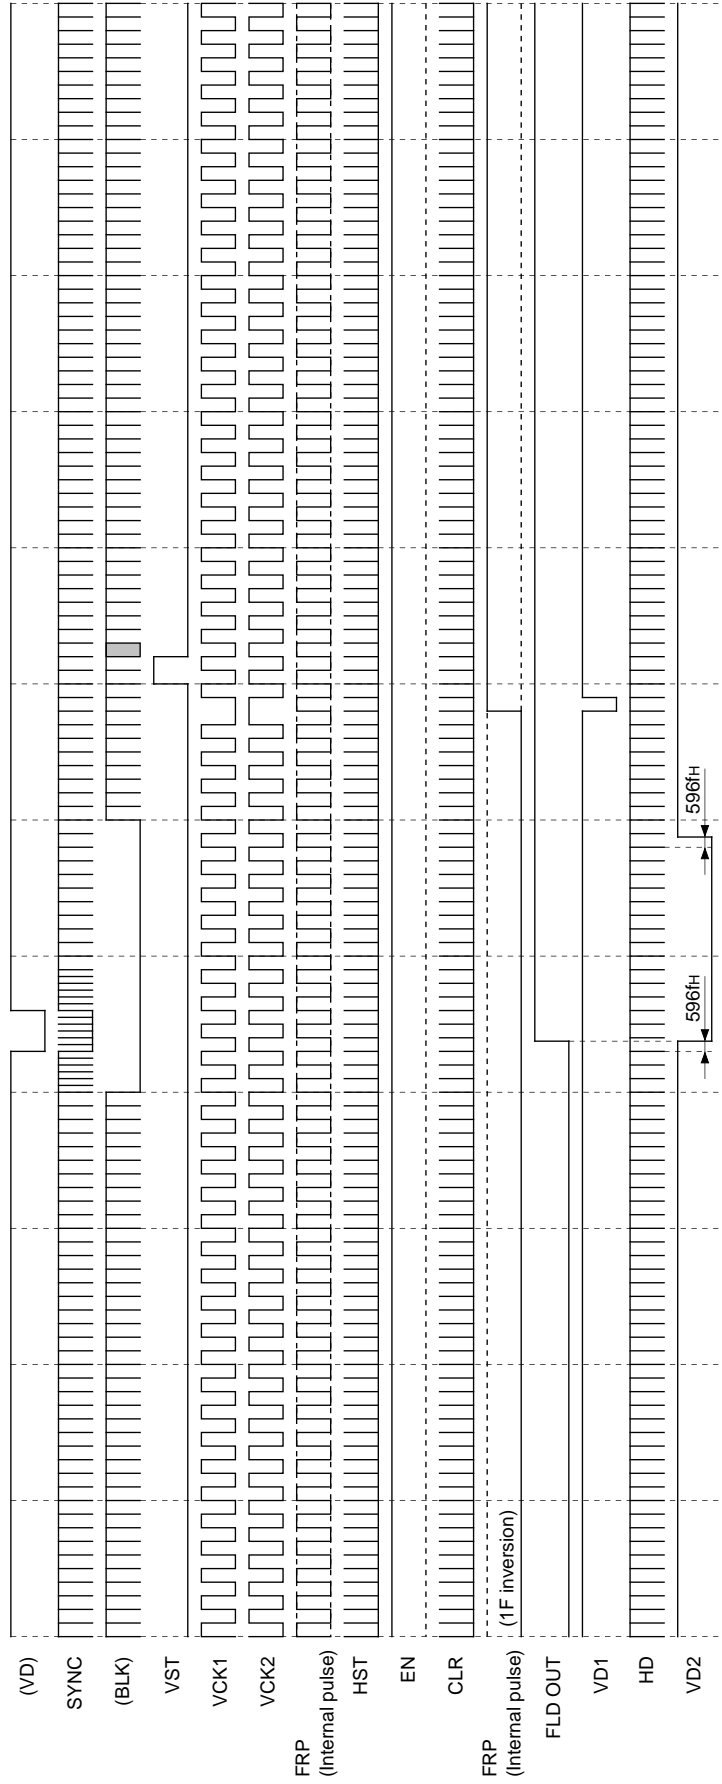 (VD)
SYNC
(BLK)
VST
VCK1
VCK2
FRP
(Internal pulse)
HST
EN
CLR
FRP
(Internal pulse)
(1F inversion)
FLD OUT
VD1
HD
VD2
596fH
596fH